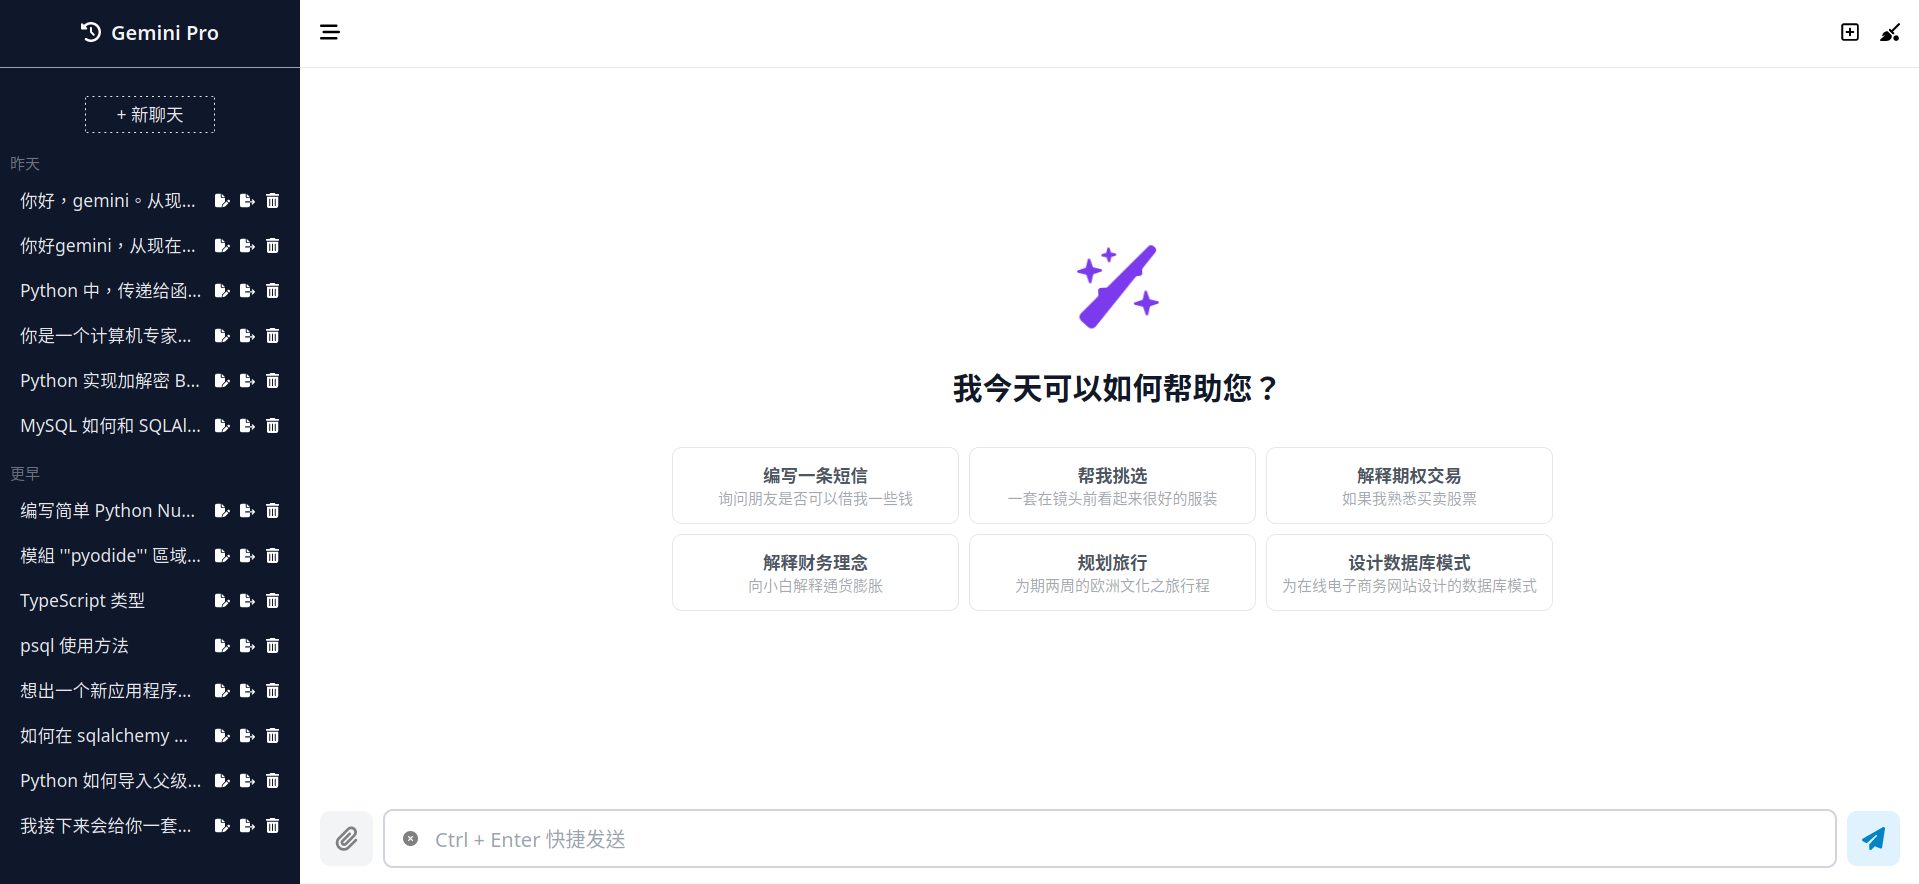 Gemini Pro
+ 新聊天
昨天
你好，gemini。从现...
你好gemini，从现在...
Python 中，传递给函...
你是一个计算机专家...
Python 实现加解密 B...
MySQL 如何和 SQLAl...
更早
编写简单 Python Nu...
模組 '"pyodide"' 區域...
TypeScript 类型
psql 使用方法
想出一个新应用程序...
如何在 sqlalchemy ...
Python 如何导入父级...
我接下来会给你一套...
我今天可以如何帮助您？
编写一条短信
询问朋友是否可以借我一些钱
帮我挑选
一套在镜头前看起来很好的服装
解释期权交易
如果我熟悉买卖股票
解释财务理念
向小白解释通货膨胀
规划旅行
为期两周的欧洲文化之旅行程
设计数据库模式
为在线电子商务网站设计的数据库模式
Ctrl + Enter 快捷发送